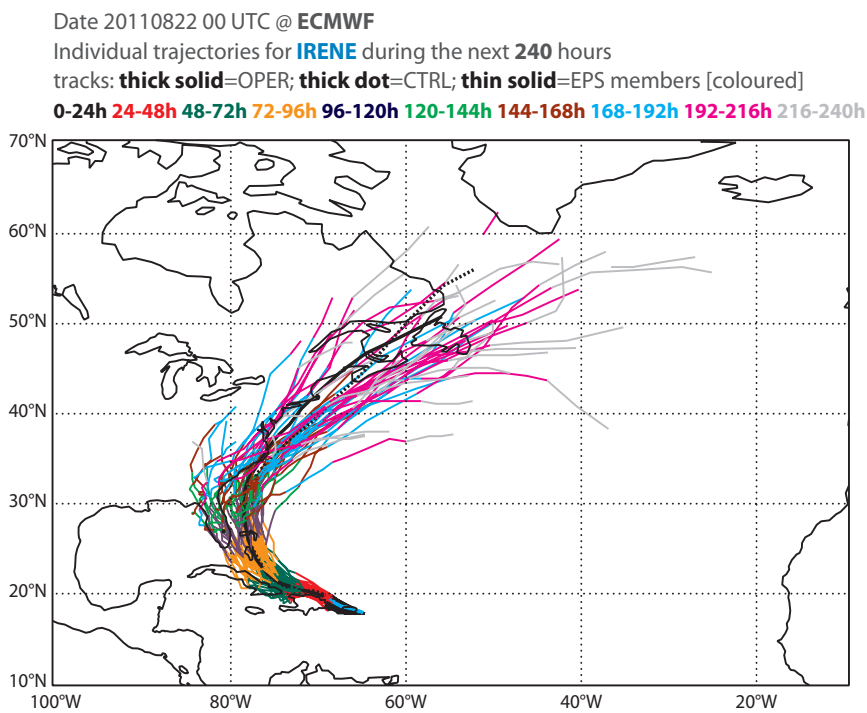 Date 20110822 00 UTC @ ECMWF
Individual trajectories for IRENE during the next 240 hours
tracks: thick solid=OPER; thick dot=CTRL; thin solid=EPS members [coloured]
0-24h 24-48h 48-72h 72-96h 96-120h 120-144h 144-168h 168-192h 192-216h 216-240h
70°N
60°N
50°N
40°N
30°N
20°N
10°N
100°W 80°W 60°W 40°W 20°W